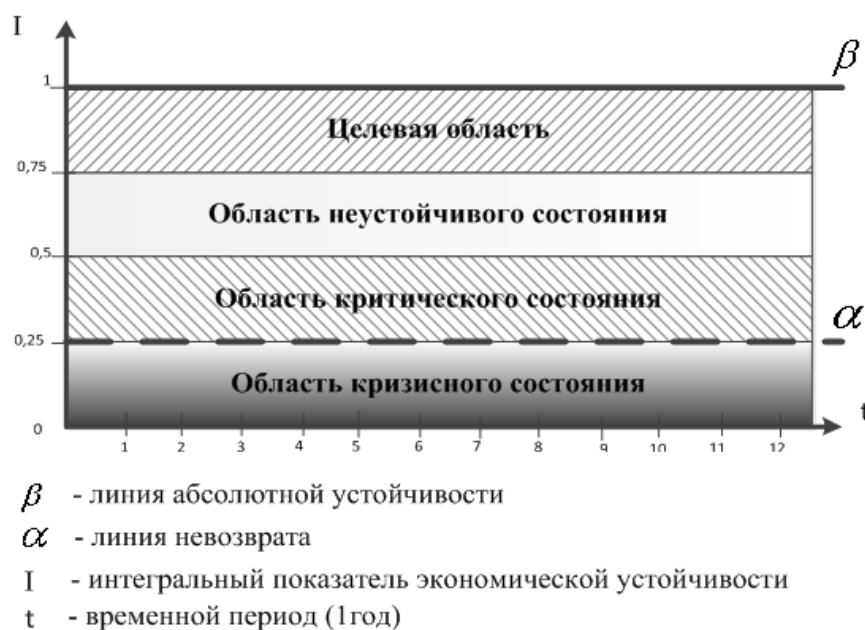 I
β
1
Целевая область
0,75
Область неустойчивого состояния
0,5
Область критического состояния
α
0,25
Область кризисного состояния
t
0
1 2 3 4 5 6 7 8 9 10 11 12
β - линия абсолютной устойчивости
α - линия невозврата
I - интегральный показатель экономической устойчивости
t - временной период (1год)